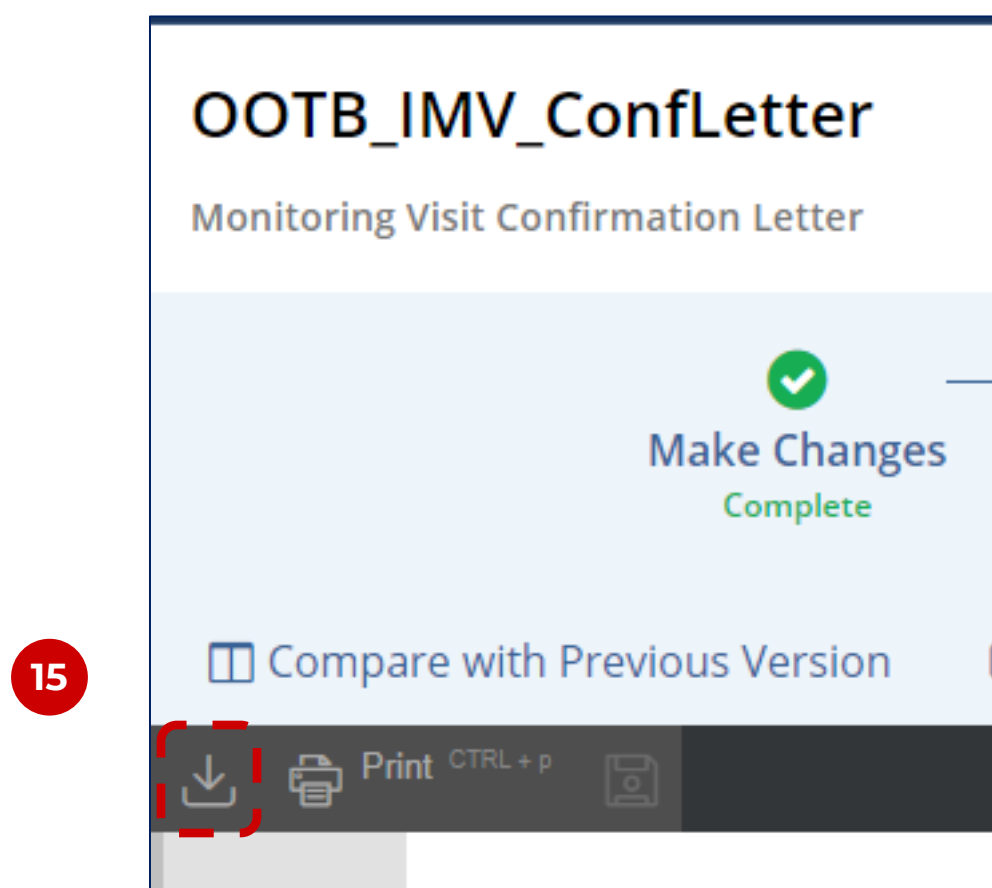 OOTB_IMV_ConfLetter
Monitoring Visit Confirmation Letter
Make Changes
Complete
15
Compare with Previous Version
Print CTRL + p